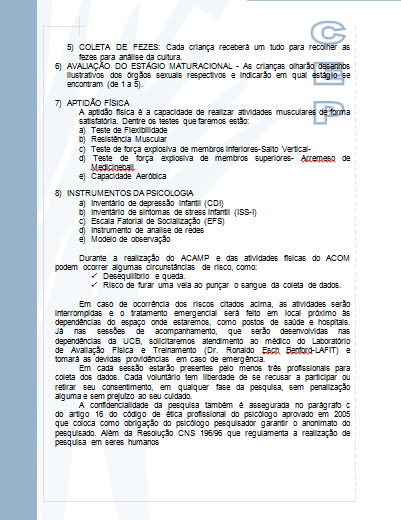 CEP
5) COLETA DE FEZES: Cada criança receberá um tudo para recolher as
fezes para análise da cultura.
6) AVALIAÇÃO DO ESTÁGIO MATURACIONAL - As crianças olharão desenhos
ilustrativos dos órgãos sexuais respectivos e indicarão em qual estágio se
encontram (de 1 a 5).
7) APTIDÃO FÍSICA
A aptidão física é a capacidade de realizar atividades musculares de forma
satisfatória. Dentre os testes que faremos estão:
a) Teste de Flexibilidade
b) Resistência Muscular
c) Teste de força explosiva de membros inferiores-Salto Vertical-
d) Teste de força explosiva de membros superiores- Arremeso de
Medicineball
e) Capacidade Aeróbica
8) INSTRUMENTOS DA PSICOLOGIA
a) Inventário de depressão infantil (CDI)
b) Inventário de sintomas de stress infantil (ISS-I)
c) Escala Fatorial de Socialização (EFS)
d) Instrumento de analise de redes
e) Modelo de observação
Durante a realização do ACAMP e das atividades físicas do ACOM
podem ocorrer algumas circunstâncias de risco, como:
✓ Desequilíbrio e queda.
✓ Risco de furar uma veia ao punçar o sangue da coleta de dados.
Em caso de ocorrência dos riscos citados acima, as atividades serão
interrompidas e o tratamento emergencial será feito em local próximo às
dependências do espaço onde estaremos, como postos de saúde e hospitais.
Já nas sessões de acompanhamento, que serão desenvolvidas nas
dependências da UCB, solicitaremos atendimento ao médico do Laboratório
de Avaliação Física e Treinamento (Dr. Ronaldo Esch Benford-LAFIT) e
tomará as devidas providências em caso de emergência.
Em cada sessão estarão presentes pelo menos três profissionais para
coleta dos dados. Cada voluntário tem liberdade de se recusar a participar ou
retirar seu consentimento, em qualquer fase da pesquisa, sem penalização
alguma e sem prejuízo ao seu cuidado.
A confidencialidade da pesquisa também é assegurada no parágrafo c
do artigo 16 do código de ética profissional do psicólogo aprovado em 2005
que coloca como obrigação do psicólogo pesquisador garantir o anonimato do
pesquisado. Além da Resolução CNS 196/96 que regulamenta a realização de
pesquisa em seres humanos